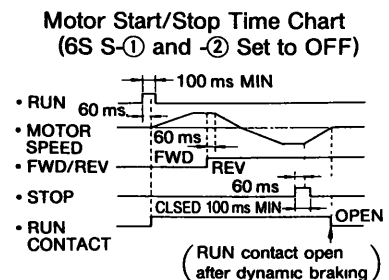 Motor Start/Stop Time Chart
(6S S-① and -② Set to OFF)
100 ms MIN
• RUN
60 ms
• MOTOR
SPEED
60 ms
• FWD/REV
FWD
REV
60 ms
• STOP
CLSED 100 ms MIN
OPEN
• RUN
CONTACT
(RUN contact open
after dynamic braking)